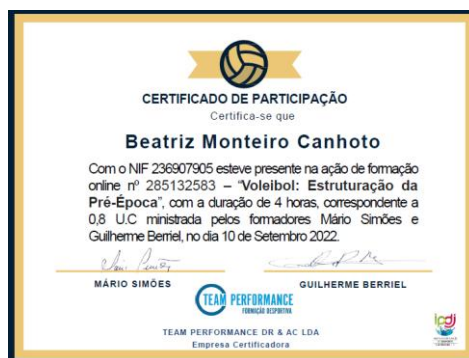 CERTIFICADO DE PARTICIPAÇÃO
Certifica-se que
Beatriz Monteiro Canhoto
Com o NIF 236907905 esteve presente na ação de formação
online nº 285132583 – “Voleibol: Estruturação da
Pré-Época”, com a duração de 4 horas, correspondente a
0,8 U.C ministrada pelos formadores Mário Simões e
Guilherme Berriel, no dia 10 de Setembro 2022.
MÁRIO SIMÕES
GUILHERME BERRIEL
TEAM PERFORMANCE
FORMAÇÃO DESPORTIVA
TEAM PERFORMANCE DR & AC LDA
Empresa Certificadora
ipdj